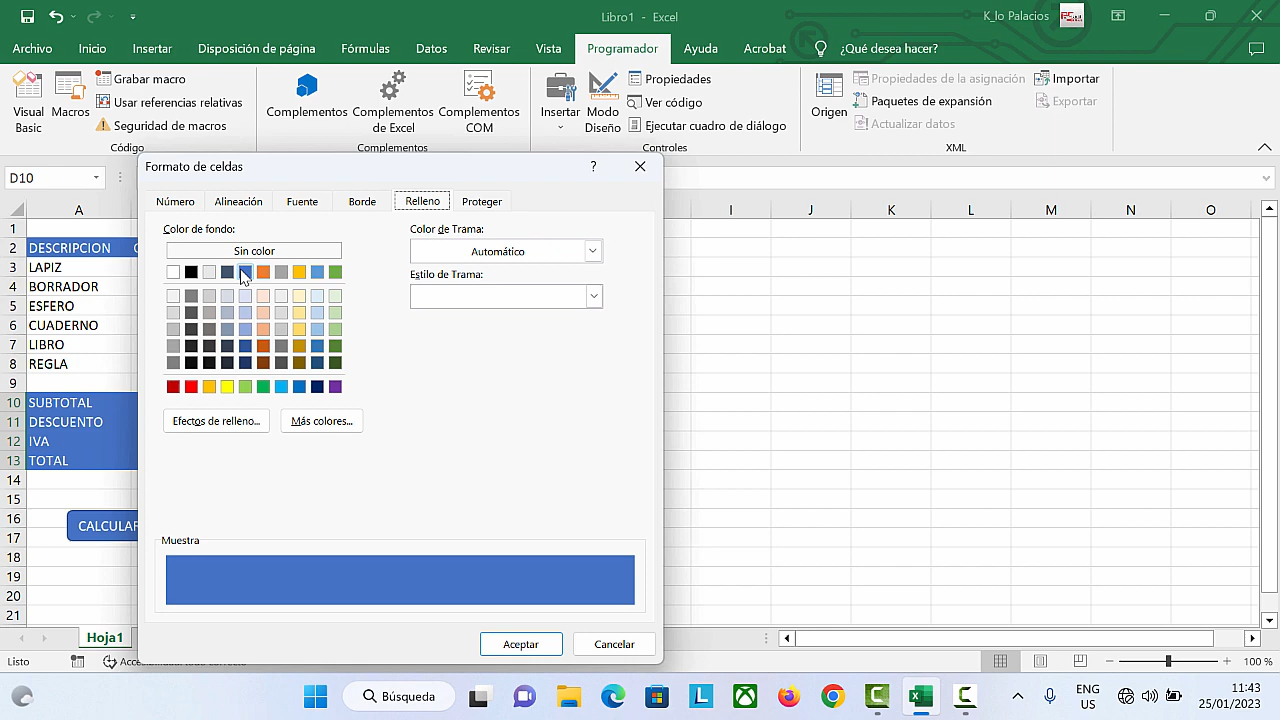 Libro1 - Excel
K_lo Palacios
Archivo Inicio Insertar Disposición de página Fórmulas Datos Revisar Vista Programador Ayuda Acrobat ¿Qué desea hacer?
Visual Basic
Macros
Grabar macro
Usar referencias relativas
Seguridad de macros
Código
Complementos
Complementos de Excel
Complementos COM
Complementos
Insertar
Modo Diseño
Propiedades
Ver código
Ejecutar cuadro de diálogo
Controles
Origen
Propiedades de la asignación
Paquetes de expansión
Actualizar datos
Importar
Exportar
XML
D10
Formato de celdas
?
Número Alineación Fuente Borde Relleno Proteger
Color de fondo:
Sin color
Efectos de relleno...
Más colores...
Color de Trama:
Automático
Estilo de Trama:
Muestra
Aceptar
Cancelar
A I J K L M N O
1
2 DESCRIPCION C
3 LAPIZ
4 BORRADOR
5 ESFERO
6 CUADERNO
7 LIBRO
8 REGLA
9
10 SUBTOTAL
11 DESCUENTO
12 IVA
13 TOTAL
14
15
16
CALCULAR
17
18
19
20
21
Hoja1
Listo
100 %
Búsqueda
ENG
US
11:43
25/01/2023